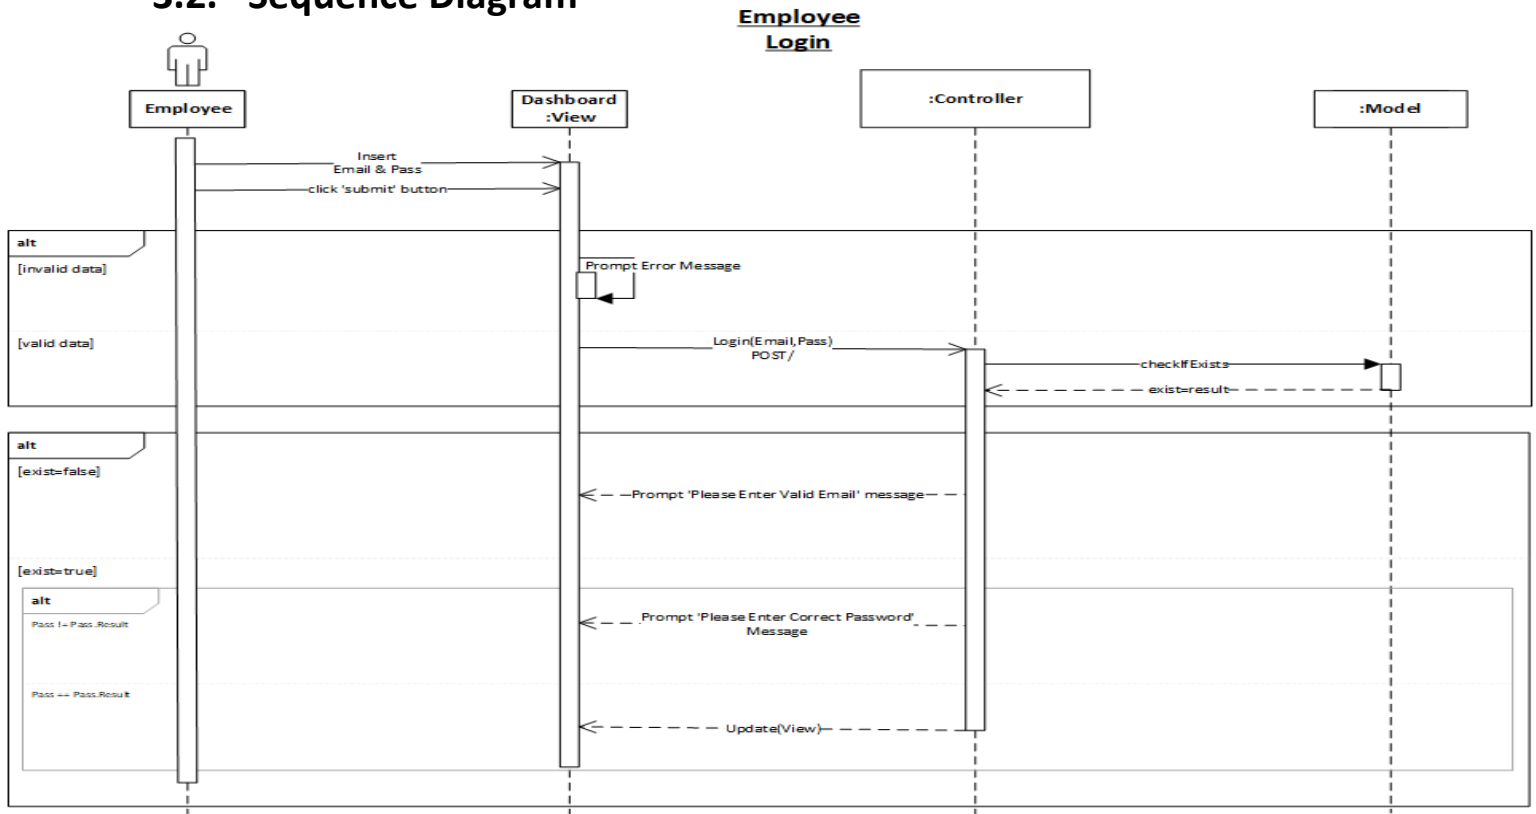 3.2. Sequence Diagram
Employee
Login
Employee
Dashboard
:View
:Controller
:Model
Insert
Email & Pass
click 'submit' button
alt
[invalid data]
Prompt Error Message
[valid data]
Login(Email,Pass)
POST/
checkIfExists
exist=result
alt
[exist=false]
Prompt 'Please Enter Valid Email' message
[exist=true]
alt
Pass != Pass.Result
Prompt 'Please Enter Correct Password'
Message
Pass == Pass.Result
Update(View)